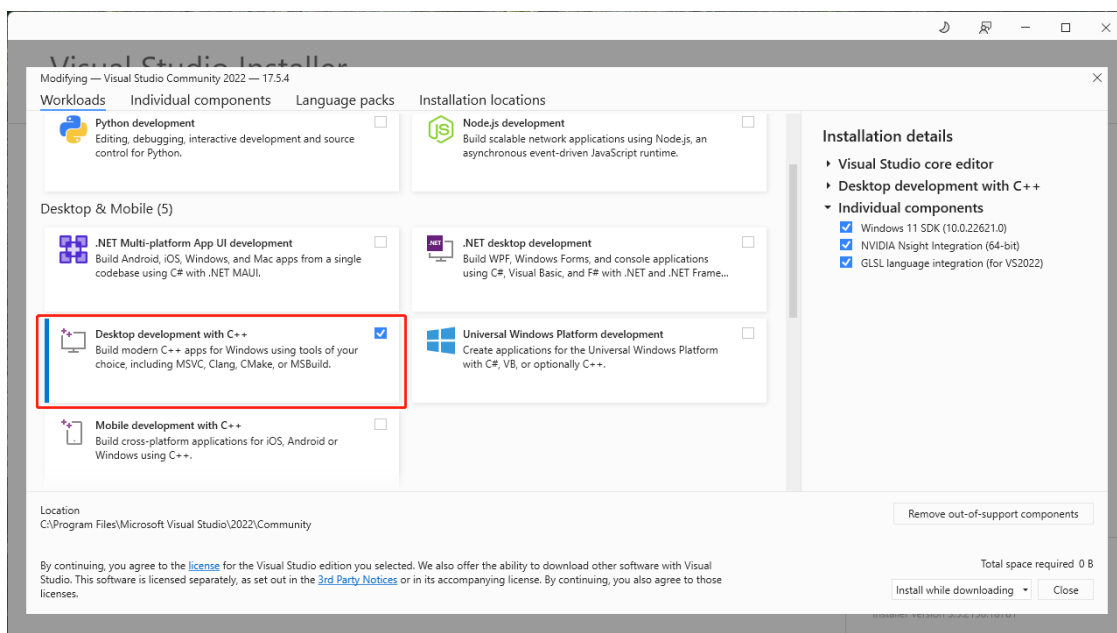 Visual Studio Installer
Modifying — Visual Studio Community 2022 — 17.5.4
Workloads Individual components Language packs Installation locations
Python development
Editing, debugging, interactive development and source
control for Python.
Node.js development
Build scalable network applications using Node.js, an
asynchronous event-driven JavaScript runtime.
Desktop & Mobile (5)
.NET Multi-platform App UI development
Build Android, iOS, Windows, and Mac apps from a single
codebase using C# with .NET MAUI.
.NET
.NET desktop development
Build WPF, Windows Forms, and console applications
using C#, Visual Basic, and F# with .NET and .NET Frame...
Desktop development with C++
Build modern C++ apps for Windows using tools of your
choice, including MSVC, Clang, CMake, or MSBuild.
Universal Windows Platform development
Create applications for the Universal Windows Platform
with C#, VB, or optionally C++.
Mobile development with C++
Build cross-platform applications for iOS, Android or
Windows using C++.
Installation details
Visual Studio core editor
Desktop development with C++
Individual components
Windows 11 SDK (10.0.22621.0)
NVIDIA Nsight Integration (64-bit)
GLSL language integration (for VS2022)
Location
C:\Program Files\Microsoft Visual Studio\2022\Community
Remove out-of-support components
By continuing, you agree to the license for the Visual Studio edition you selected. We also offer the ability to download other software with Visual
Studio. This software is licensed separately, as set out in the 3rd Party Notices or in its accompanying license. By continuing, you also agree to those
licenses.
Total space required 0 B
Install while downloading Close